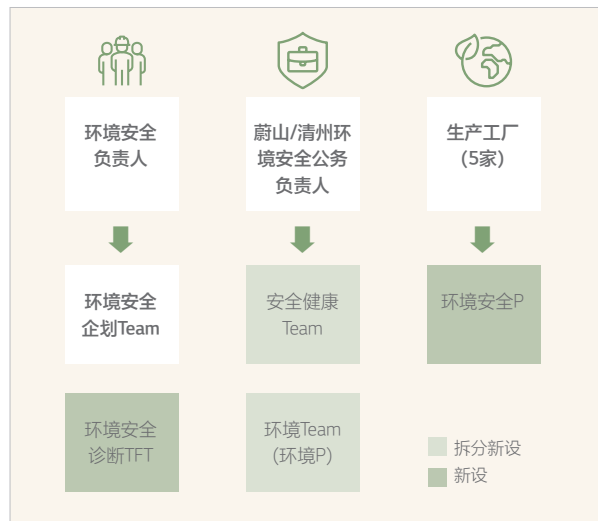 环境安全
负责人
蔚山/清州环
境安全公务
负责人
生产工厂
(5家)
环境安全
企划Team
安全健康
Team
环境安全P
环境安全
诊断TFT
环境Team
(环境P)
拆分新设
新设